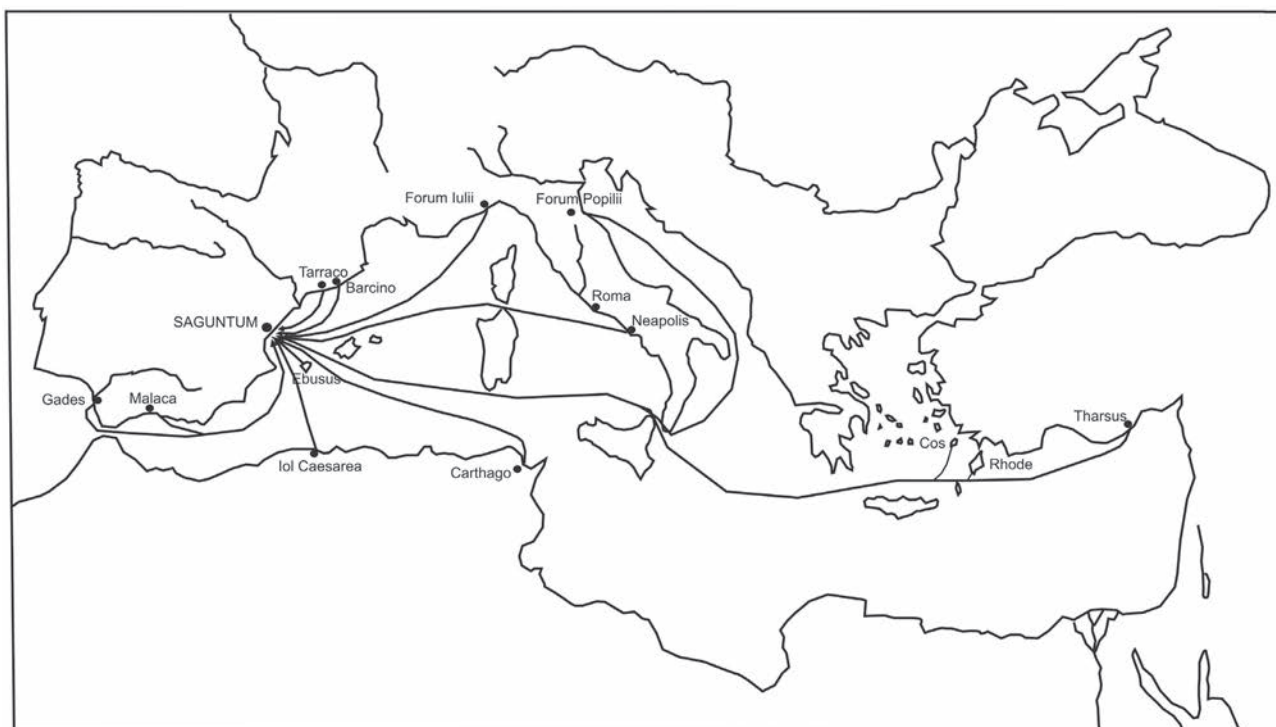 Forum Iulii
Forum Popilii
Tarraco
Barcino
Roma
SAGUNTUM
Neapolis
Ebusus
Gades
Malaca
Tharsus
Cos
Iol Caesarea
Carthago
Rhode